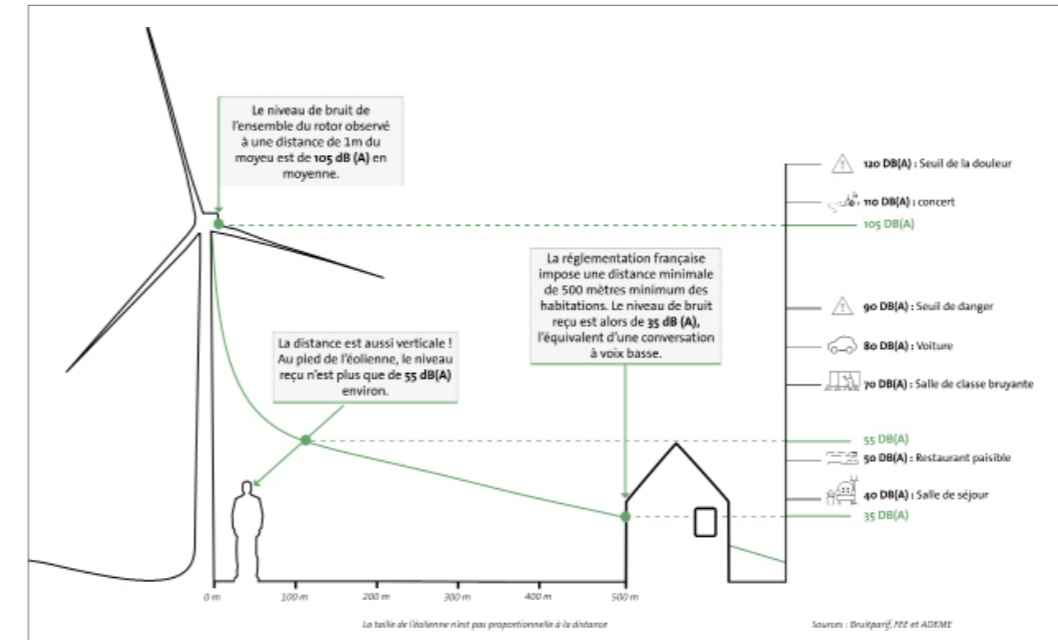 Le niveau de bruit de
l'ensemble du rotor observé
à une distance de 1m du
moyeu est de 105 dB (A) en
moyenne.
La distance est aussi verticale !
Au pied de l'éolienne, le niveau
reçu n'est plus que de 55 dB(A)
environ.
La réglementation française
impose une distance minimale
de 500 mètres minimum des
habitations. Le niveau de bruit
reçu est alors de 35 dB (A),
l'équivalent d'une conversation
à voix basse.
120 DB(A) : Seuil de la douleur
110 DB(A) : concert
105 DB(A)
90 DB(A) : Seuil de danger
80 DB(A) : Voiture
70 DB(A) : Salle de classe bruyante
55 DB(A)
50 DB(A) : Restaurant paisible
40 DB(A) : Salle de séjour
35 DB(A)
0 m 100 m 200 m 300 m 400 m 500 m
La taille de l'éolienne n'est pas proportionnelle à la distance
Sources : Bruitparif, FEE et ADEME